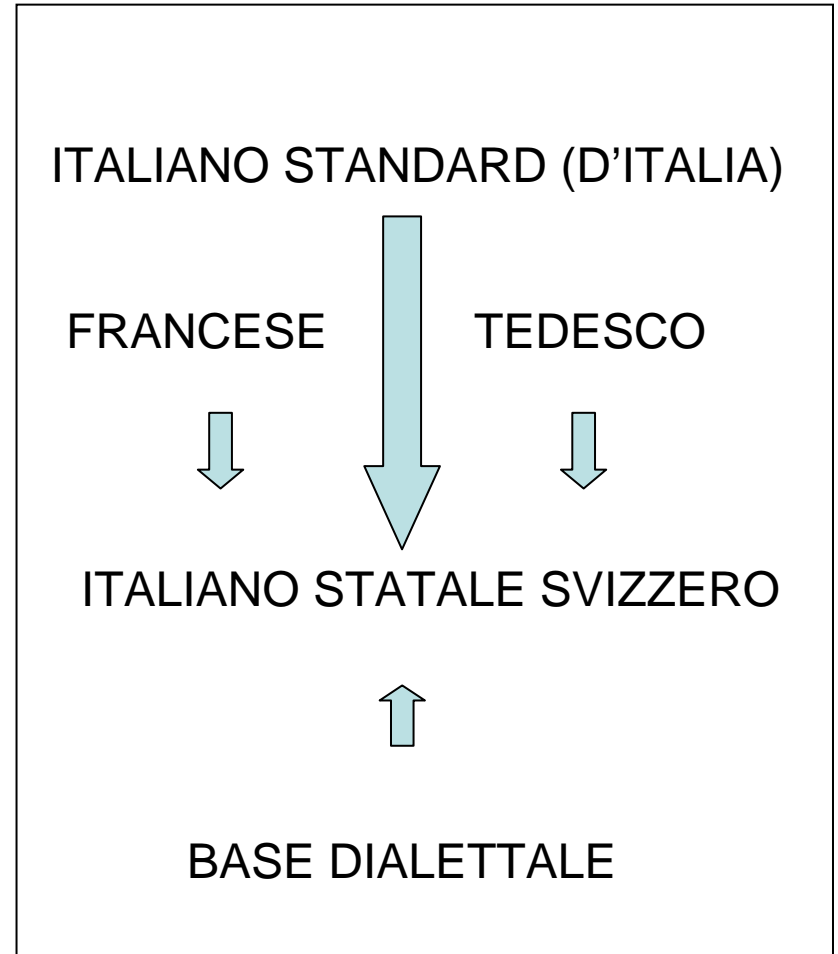 ITALIANO STANDARD (D'ITALIA)
FRANCESE TEDESCO
ITALIANO STATALE SVIZZERO
BASE DIALETTALE